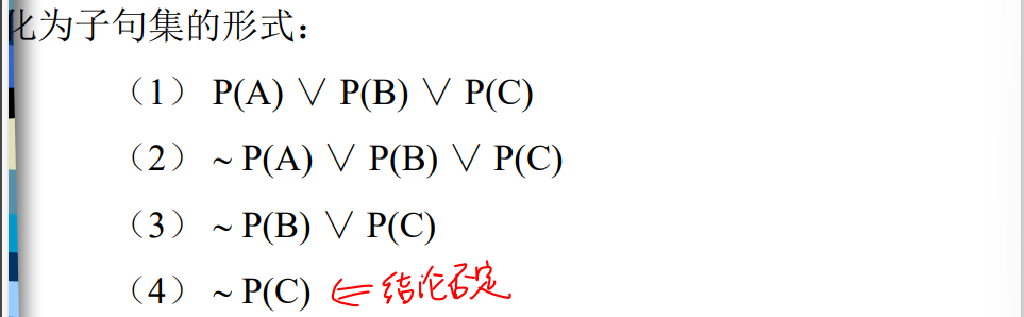 化为子句集的形式：
（1） P(A) ∨ P(B) ∨ P(C)
（2） ~ P(A) ∨ P(B) ∨ P(C)
（3） ~ P(B) ∨ P(C)
（4） ~ P(C) ⇐ 结论否定